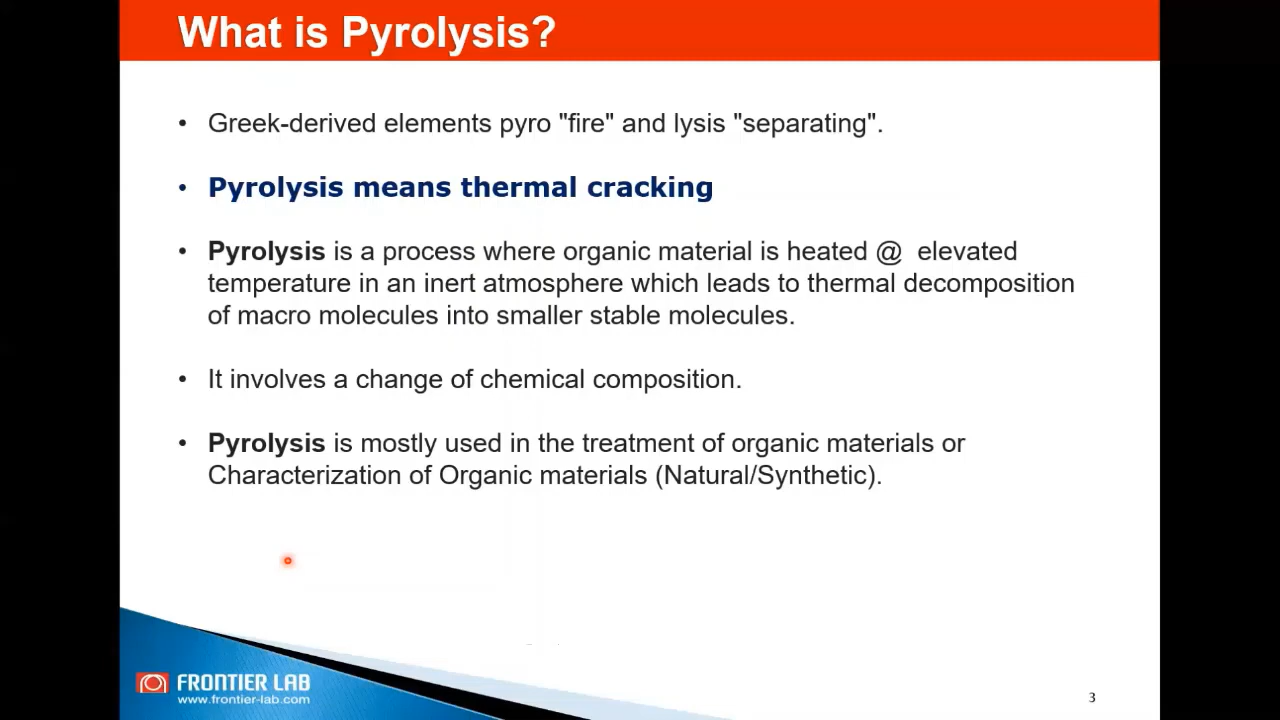 What is Pyrolysis?
• Greek-derived elements pyro "fire" and lysis "separating".
• Pyrolysis means thermal cracking
• Pyrolysis is a process where organic material is heated @ elevated
temperature in an inert atmosphere which leads to thermal decomposition
of macro molecules into smaller stable molecules.
• It involves a change of chemical composition.
• Pyrolysis is mostly used in the treatment of organic materials or
Characterization of Organic materials (Natural/Synthetic).
FRONTIER LAB
www.frontier-lab.com
3